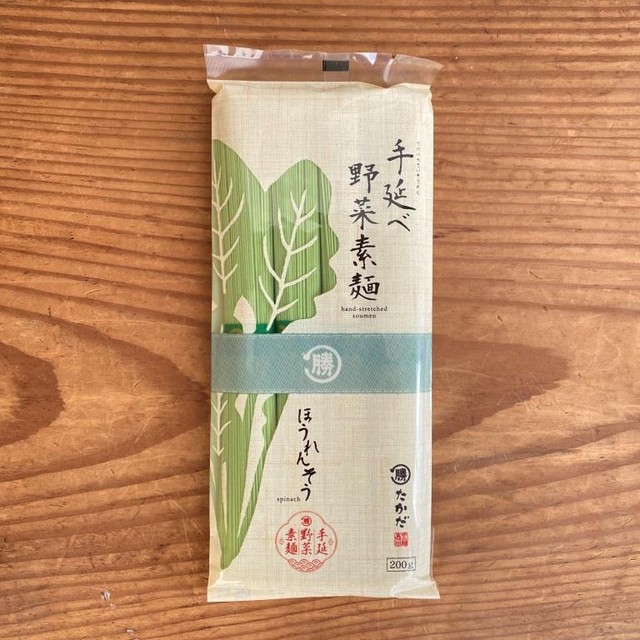 手延べ
野菜素麺
hand-stretched
soumen
勝
ほうれんそう
spinach
手延
野菜
素麺
勝
たかだ
200g